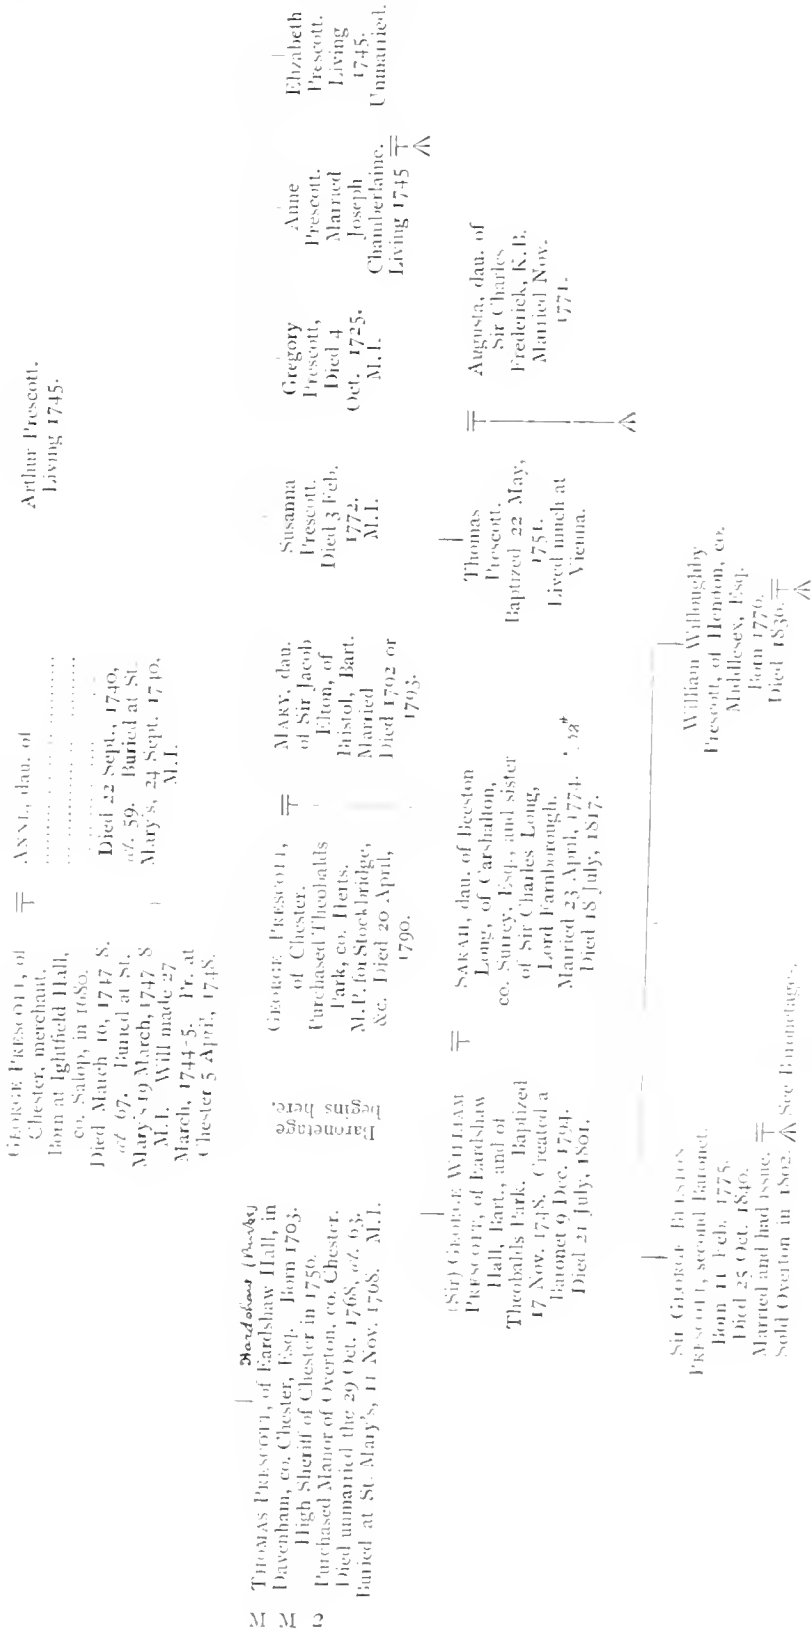 GEORGE PRESCOTT, of
Chester, merchant.
Born at Ightfield Hall,
co. Salop, in 1680.
Died March 10, 1747 S.
æt. 67. Buried at St.
Mary's 19 March, 1747 S
M.I. Will made 27
March, 1744-5. Pr. at
Chester 5 April, 1748.
ANNE, dau. of
Died 22 Sept., 1740,
æt. 59. Buried at St.
Mary's, 24 Sept. 1740.
M.I.
Arthur Prescott.
Living 1745.
Hardshaw
THOMAS PRESCOTT, of Eardshaw Hall, in
Davenham, co. Chester, Esq. Born 1703.
High Sheriff of Chester in 1750.
Purchased Manor of Overton, co. Chester.
Died unmarried the 29 Oct. 1768, æt. 63.
Buried at St. Mary's, 11 Nov. 1768. M.I.
Baronetage
begins here.
GEORGE PRESCOTT,
of Chester.
Purchased Theobalds
Park, co. Herts.
M.P. for Stockbridge,
&c. Died 20 April,
1790.
MARY, dau.
of Sir Jacob
Elton, of
Bristol, Bart.
Married
Died 1792 or
1793.
Susanna
Prescott.
Died 3 Feb.
1772.
M.I.
Gregory
Prescott,
Died 4
Oct. 1725.
M.I.
Anne
Prescott.
Married
Joseph
Chamberlaine.
Living 1745
Elizabeth
Prescott.
Living
1745.
Unmarried.
(Sir) GEORGE WILLIAM
PRESCOTT, of Eardshaw
Hall, Bart., and of
Theobalds Park. Baptized
17 Nov. 1748. Created a
Baronet 9 Dec. 1794.
Died 21 July, 1801.
SARAH, dau. of Beeston
Long, of Carshalton,
co. Surrey, Esq., and sister
of Sir Charles Long,
Lord Farnborough.
Married 23 April, 1774.
Died 18 July, 1817.
Thomas
Prescott.
Baptized 22 May,
1751.
Lived much at
Vienna.
Augusta, dau. of
Sir Charles
Frederick, K.B.
Married Nov.
1771.
Sir GEORGE BEESTON
PRESCOTT, second Baronet.
Born 11 Feb. 1775.
Died 25 Oct. 1840.
Married and had issue.
Sold Overton in 1802. See Baronetages.
William Willoughby
Prescott, of Hendon, co.
Middlesex, Esq.
Born 1776.
Died 1830.
M M 2